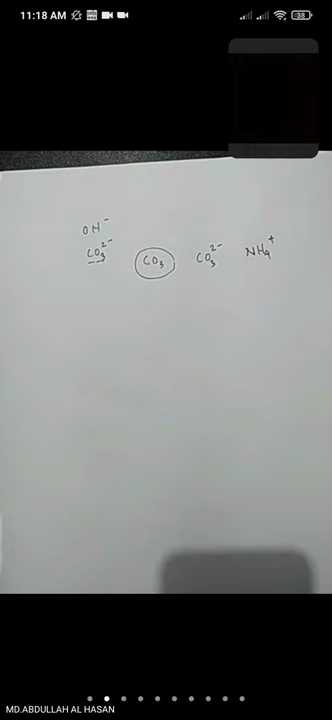 11:18 AM 38
OH⁻
CO₃²⁻ CO₃ CO₃²⁻ NH₄⁺
MD.ABDULLAH AL HASAN